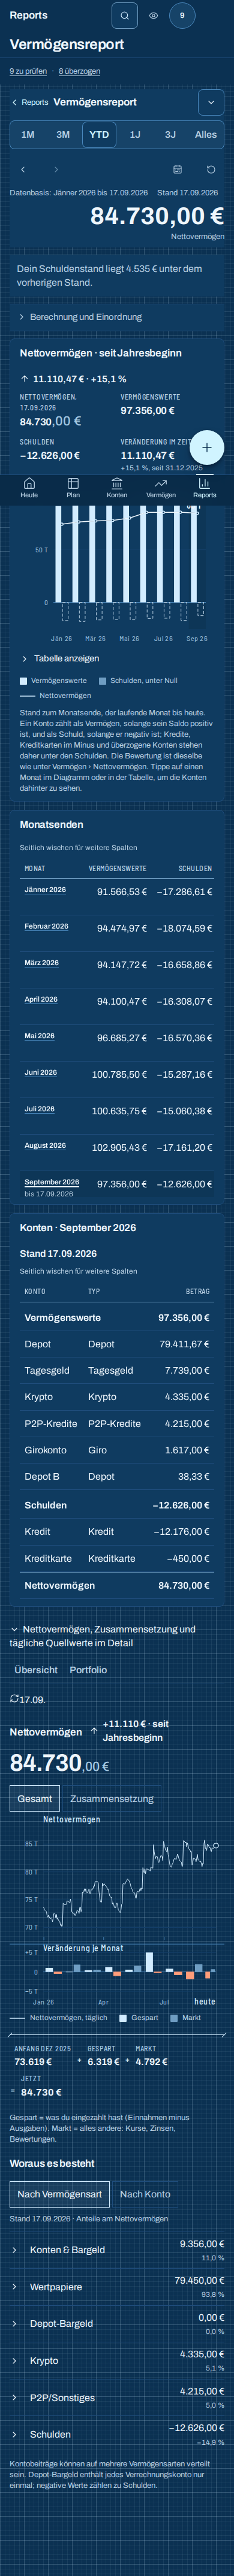 Reports
9
Vermögensreport
9 zu prüfen · 8 überzogen
Reports Vermögensreport
1M 3M YTD 1J 3J Alles
Datenbasis: Jänner 2026 bis 17.09.2026 Stand 17.09.2026
84.730,00 €
Nettovermögen
Dein Schuldenstand liegt 4.535 € unter dem
vorherigen Stand.
Berechnung und Einordnung
Nettovermögen · seit Jahresbeginn
11.110,47 € · +15,1 %
NETTOVERMÖGEN,
17.09.2026
84.730,00 €
VERMÖGENSWERTE
97.356,00 €
SCHULDEN
−12.626,00 €
VERÄNDERUNG IM ZEIT
11.110,47 €
+15,1 %, seit 31.12.2025
Heute Plan Konten Vermögen Reports
50 T
0
Jän 26 Mär 26 Mai 26 Jul 26 Sep 26
Tabelle anzeigen
Vermögenswerte Schulden, unter Null
Nettovermögen
Stand zum Monatsende, der laufende Monat bis heute.
Ein Konto zählt als Vermögen, solange sein Saldo positiv
ist, und als Schuld, solange er negativ ist; Kredite,
Kreditkarten im Minus und überzogene Konten stehen
daher unter den Schulden. Die Bewertung ist dieselbe
wie unter Vermögen › Nettovermögen. Tippe auf einen
Monat im Diagramm oder in der Tabelle, um die Konten
dahinter zu sehen.
Monatsenden
Seitlich wischen für weitere Spalten
MONAT VERMÖGENSWERTE SCHULDEN
Jänner 2026 91.566,53 € −17.286,61 €
Februar 2026 94.474,97 € −18.074,59 €
März 2026 94.147,72 € −16.658,86 €
April 2026 94.100,47 € −16.308,07 €
Mai 2026 96.685,27 € −16.570,36 €
Juni 2026 100.785,50 € −15.287,16 €
Juli 2026 100.635,75 € −15.060,38 €
August 2026 102.905,43 € −17.161,20 €
September 2026 97.356,00 € −12.626,00 €
bis 17.09.2026
Konten · September 2026
Stand 17.09.2026
Seitlich wischen für weitere Spalten
KONTO TYP BETRAG
Vermögenswerte 97.356,00 €
Depot Depot 79.411,67 €
Tagesgeld Tagesgeld 7.739,00 €
Krypto Krypto 4.335,00 €
P2P-Kredite P2P-Kredite 4.215,00 €
Girokonto Giro 1.617,00 €
Depot B Depot 38,33 €
Schulden −12.626,00 €
Kredit Kredit −12.176,00 €
Kreditkarte Kreditkarte −450,00 €
Nettovermögen 84.730,00 €
Nettovermögen, Zusammensetzung und
tägliche Quellwerte im Detail
Übersicht Portfolio
17.09.
Nettovermögen +11.110 € · seit
Jahresbeginn
84.730,00 €
Gesamt Zusammensetzung
Nettovermögen
85 T
80 T
75 T
70 T
Veränderung je Monat
+5 T
0
−5 T
Jän 26 Apr Jul heute
Nettovermögen, täglich Gespart Markt
ANFANG DEZ 2025 GESPART MARKT
73.619 € + 6.319 € + 4.792 €
JETZT
= 84.730 €
Gespart = was du eingezahlt hast (Einnahmen minus
Ausgaben). Markt = alles andere: Kurse, Zinsen,
Bewertungen.
Woraus es besteht
Nach Vermögensart Nach Konto
Stand 17.09.2026 · Anteile am Nettovermögen
Konten & Bargeld 9.356,00 €
11,0 %
Wertpapiere 79.450,00 €
93,8 %
Depot-Bargeld 0,00 €
0,0 %
Krypto 4.335,00 €
5,1 %
P2P/Sonstiges 4.215,00 €
5,0 %
Schulden −12.626,00 €
−14,9 %
Kontobeiträge können auf mehrere Vermögensarten verteilt
sein. Depot-Bargeld enthält jedes Verrechnungskonto nur
einmal; negative Werte zählen zu Schulden.